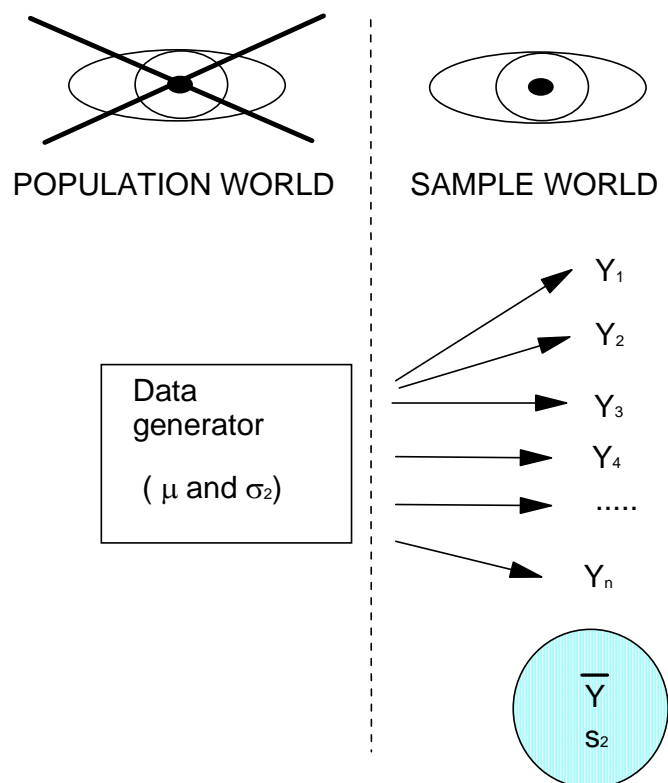 POPULATION WORLD
SAMPLE WORLD
Data
generator
( μ and σ₂)
Y₁
Y₂
Y₃
Y₄
.....
Yₙ
Y̅
s₂